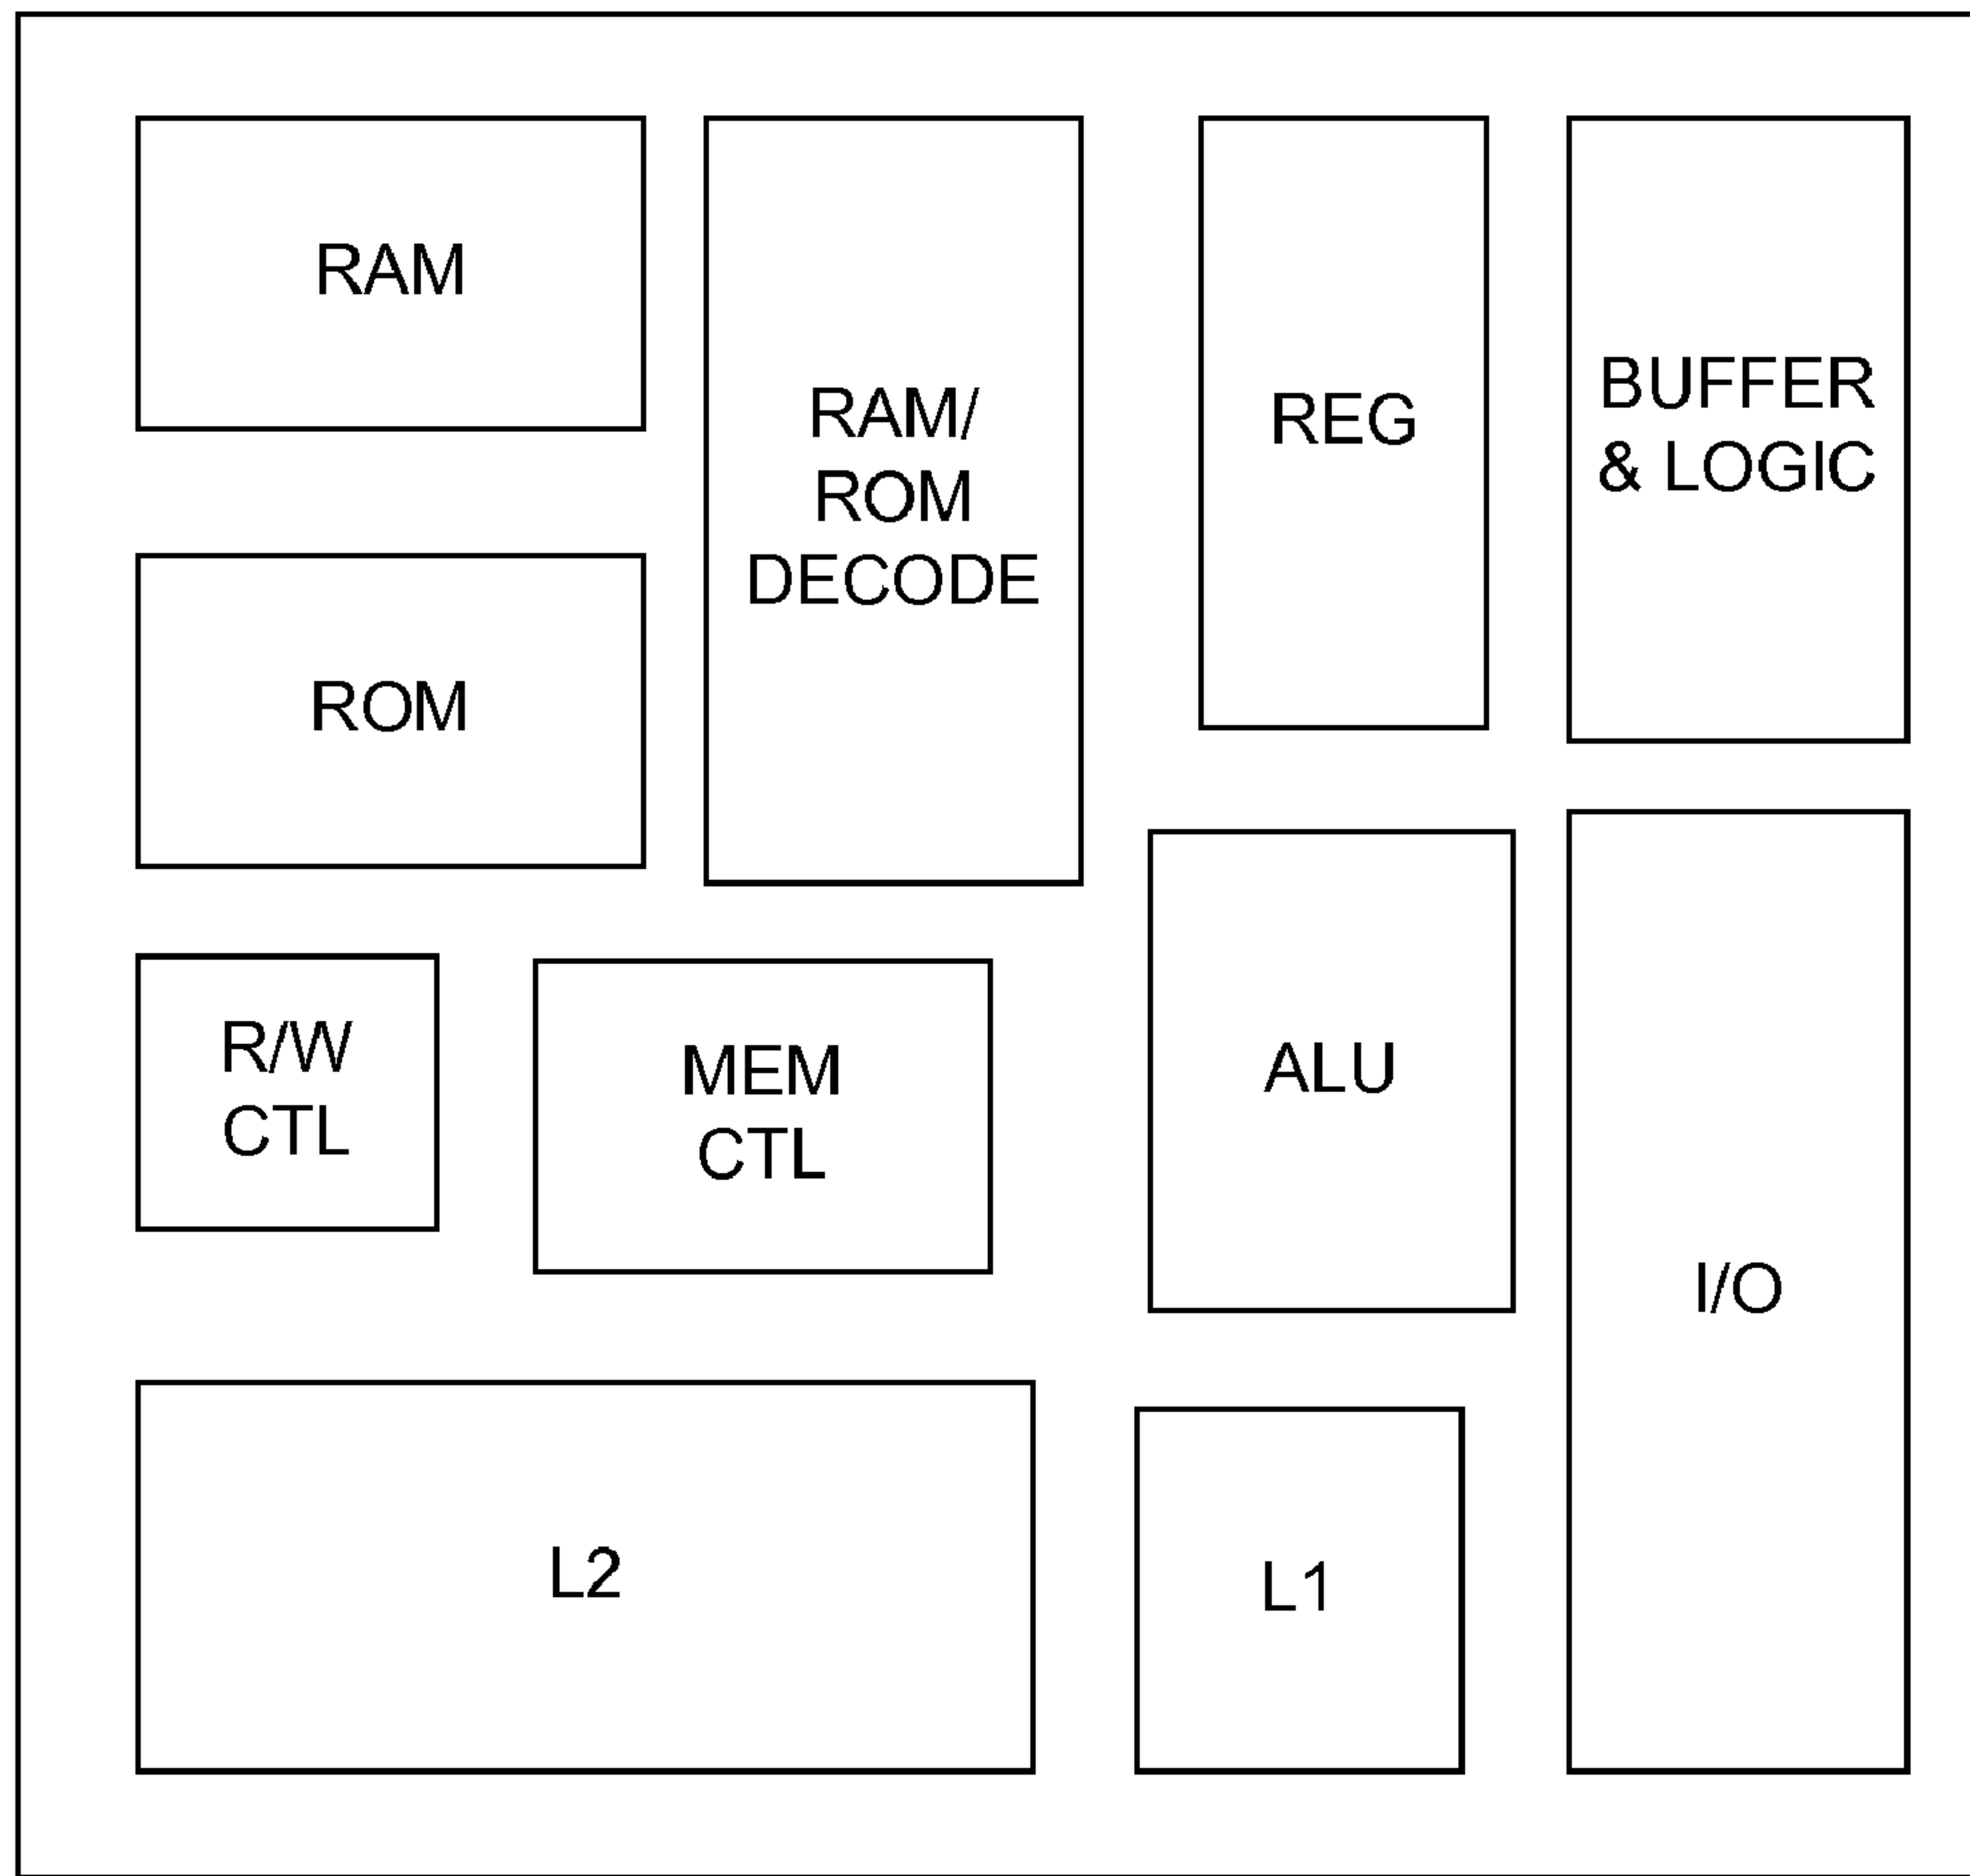 RAM
RAM/
ROM
DECODE
REG
BUFFER
& LOGIC
ROM
R/W
CTL
MEM
CTL
ALU
I/O
L2
L1